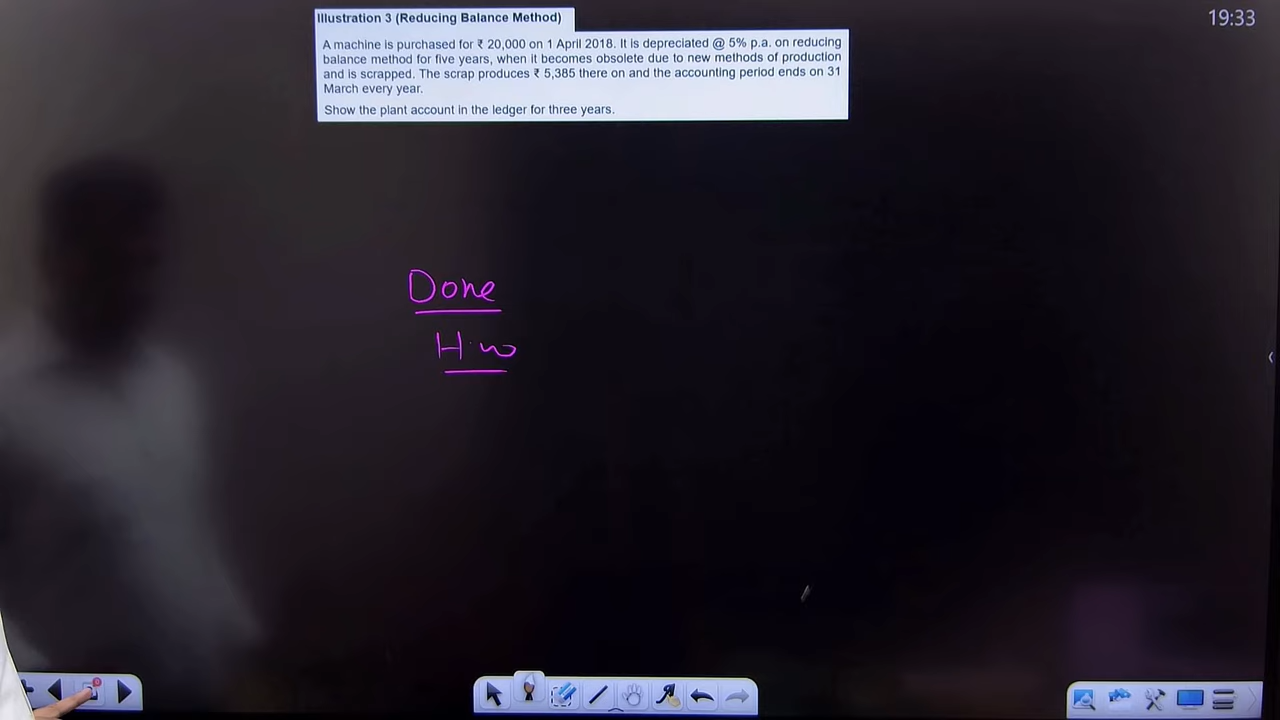 19:33
Illustration 3 (Reducing Balance Method)
A machine is purchased for ₹ 20,000 on 1 April 2018. It is depreciated @ 5% p.a. on reducing
balance method for five years, when it becomes obsolete due to new methods of production
and is scrapped. The scrap produces ₹ 5,385 there on and the accounting period ends on 31
March every year.
Show the plant account in the ledger for three years.
Done
H.w